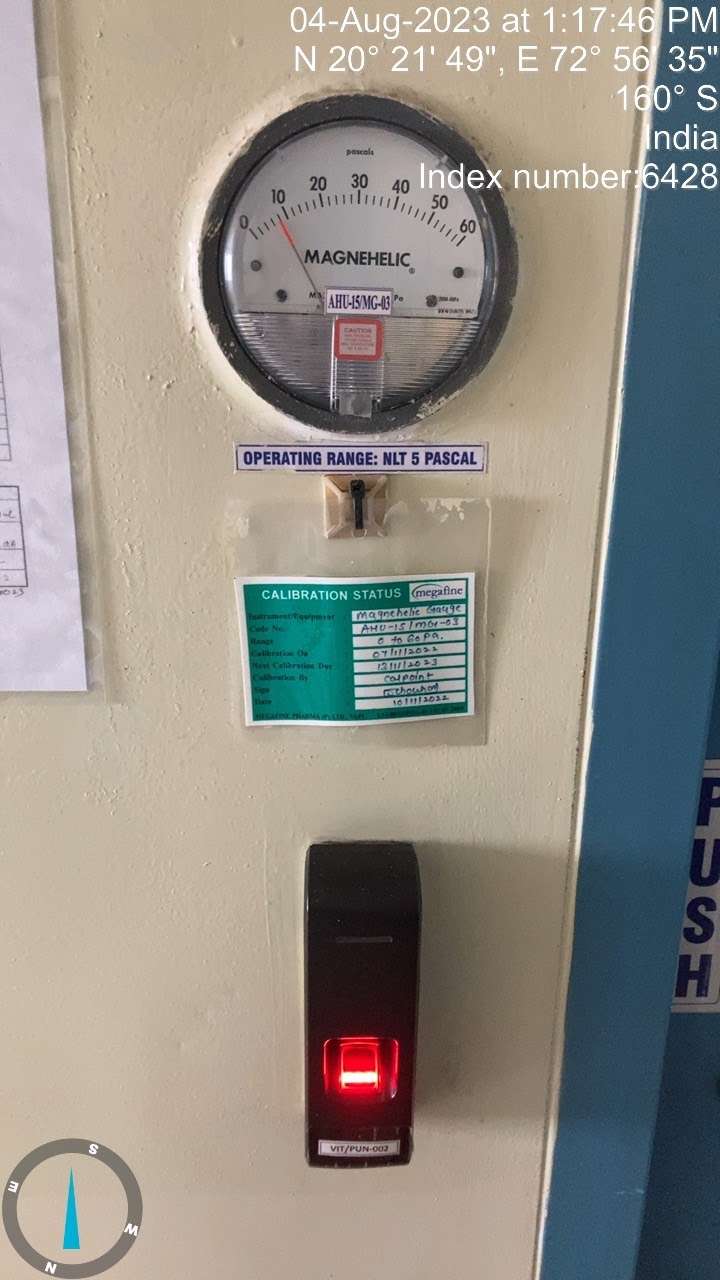 04-Aug-2023 at 1:17:46 PM
N 20° 21' 49", E 72° 56' 35"
160° S
India
Index number:6428
pascals
0 10 20 30 40 50 60
MAGNEHELIC®
Pa
AHU-15/MG-03
CAUTION
OPERATING RANGE: NLT 5 PASCAL
CALIBRATION STATUS megafine
Instrument/Equipment Magnehelic Gauge
Code No. AHU-15/MG-03
Range 0 to 60 Pa.
Calibration On 07/11/2022
Next Calibration Due 13/11/2023
Calibration By Calpoint
Sign
Date 10/11/2022
PUSH
VIT/PUN-002
S
E
W
N